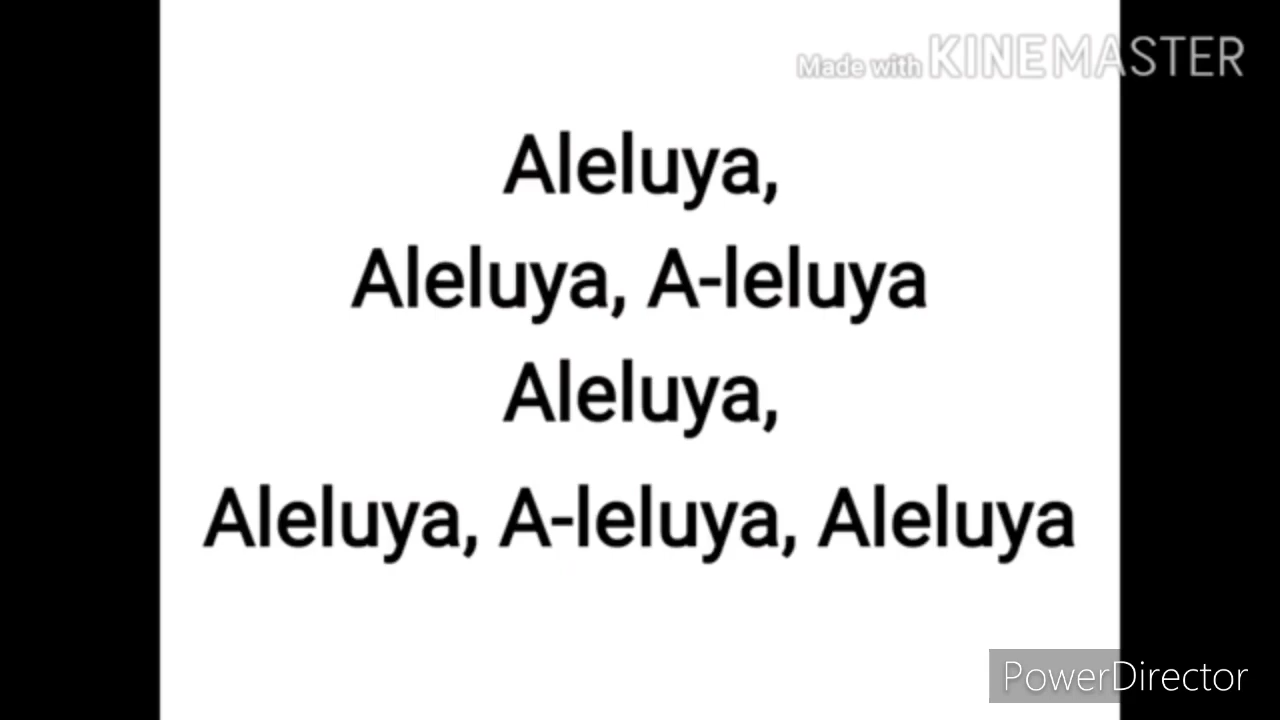 Made with KINEMASTER
Aleluya,
Aleluya, A-leluya
Aleluya,
Aleluya, A-leluya, Aleluya
PowerDirector